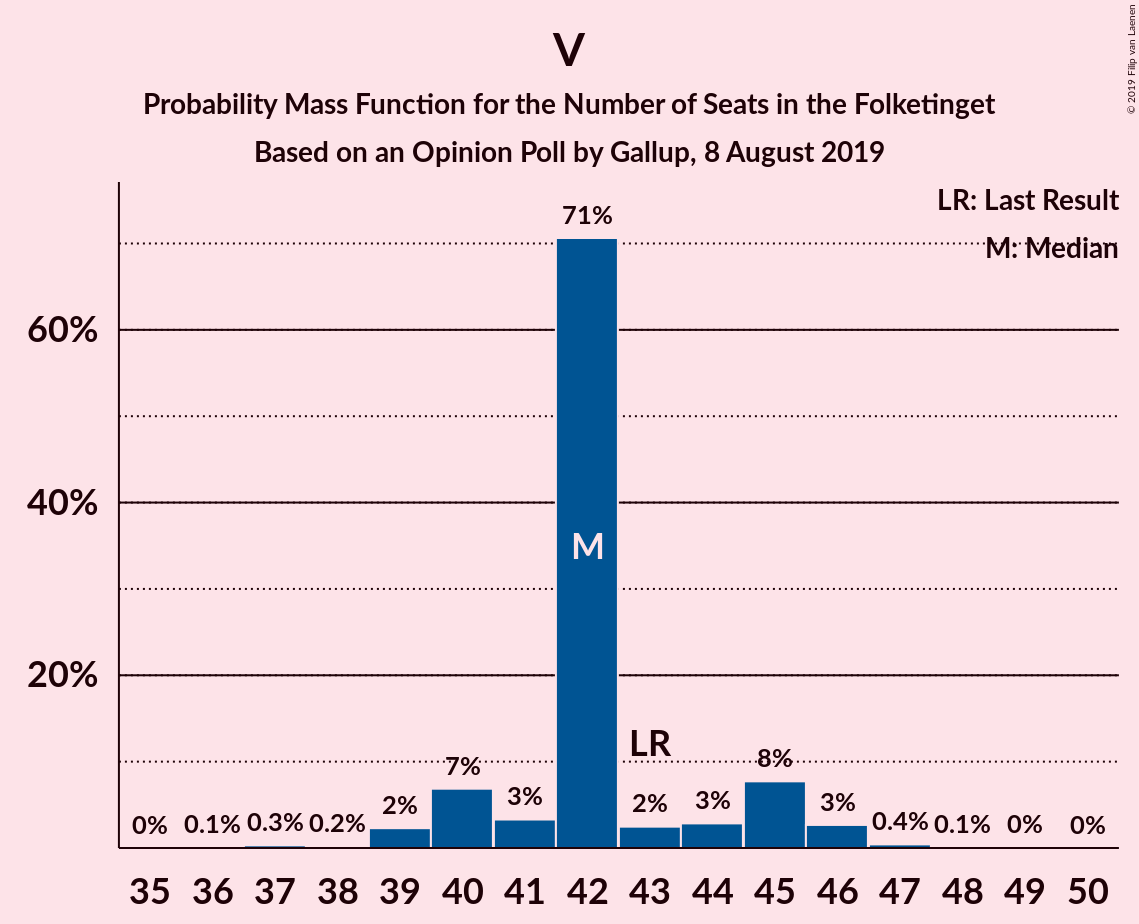 V
Probability Mass Function for the Number of Seats in the Folketinget
Based on an Opinion Poll by Gallup, 8 August 2019
© 2019 Filip van Laenen
LR: Last Result
M: Median
71%
60%
40%
20%
M
LR
0% 0.1% 0.3% 0.2% 2% 7% 3% 2% 3% 8% 3% 0.4% 0.1% 0% 0%
35 36 37 38 39 40 41 42 43 44 45 46 47 48 49 50